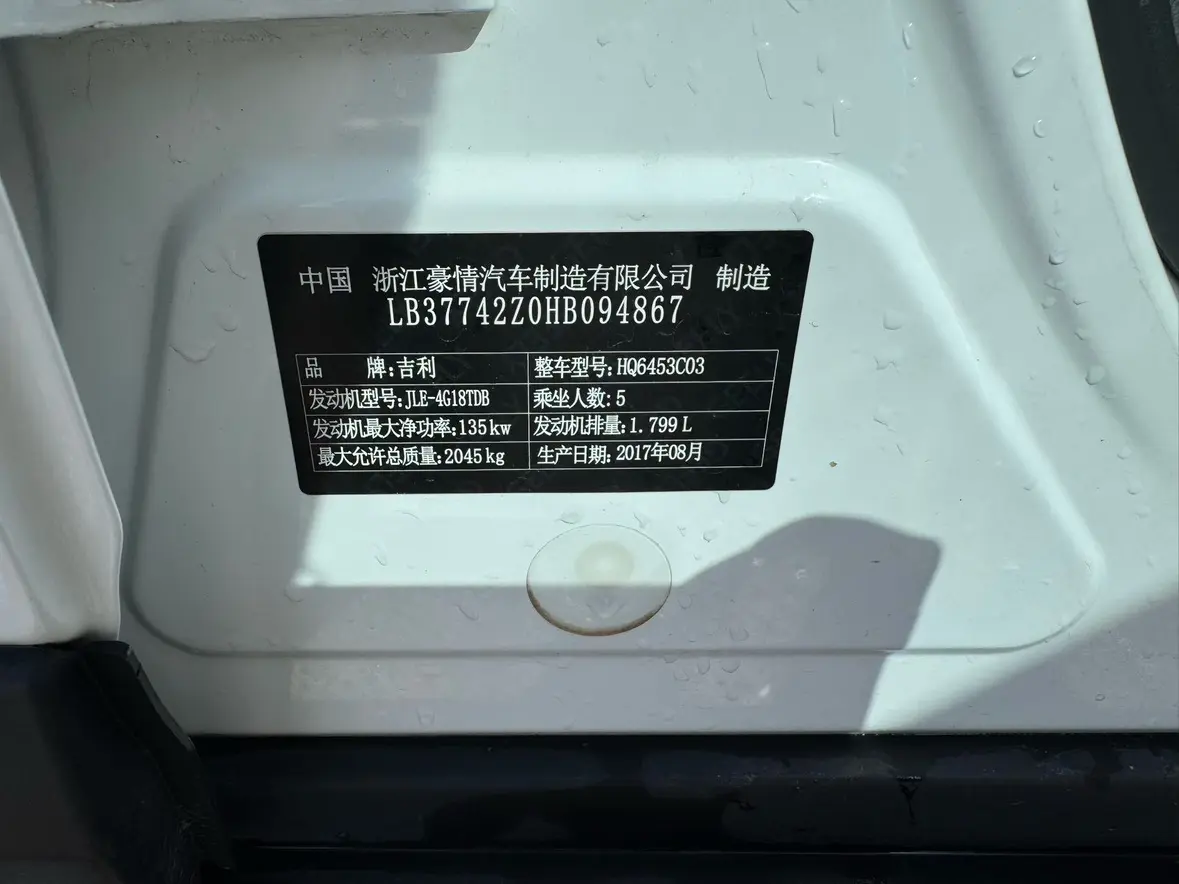 中国 浙江豪情汽车制造有限公司 制造
LB37742Z0HB094867
品 牌:吉利 整车型号:HQ6453C03
发动机型号:JLE-4G18TDB 乘坐人数:5
发动机最大净功率:135kw 发动机排量:1.799L
最大允许总质量:2045kg 生产日期:2017年08月